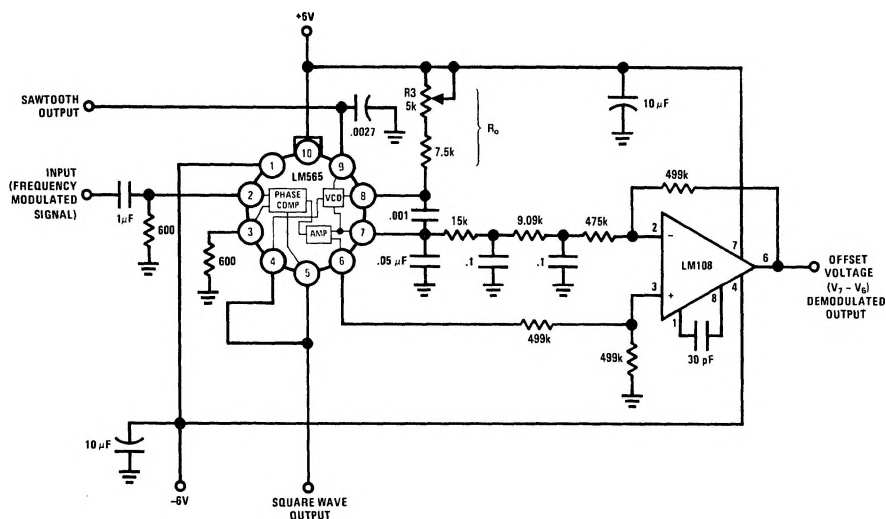 +6V
SAWTOOTH
OUTPUT
.0027
R3
5k
Rₒ
7.5k
10 μF
INPUT
(FREQUENCY
MODULATED
SIGNAL)
1μF
600
600
LM565
1
2
3
4
5
6
7
8
9
10
PHASE
COMP
VCO
AMP
.001
.05 μF
15k
.1
9.09k
.1
475k
499k
2
−
3
+
LM108
7
6
4
8
1
30 pF
499k
499k
OFFSET
VOLTAGE
(V₇ − V₆)
DEMODULATED
OUTPUT
10 μF
−6V
SQUARE WAVE
OUTPUT